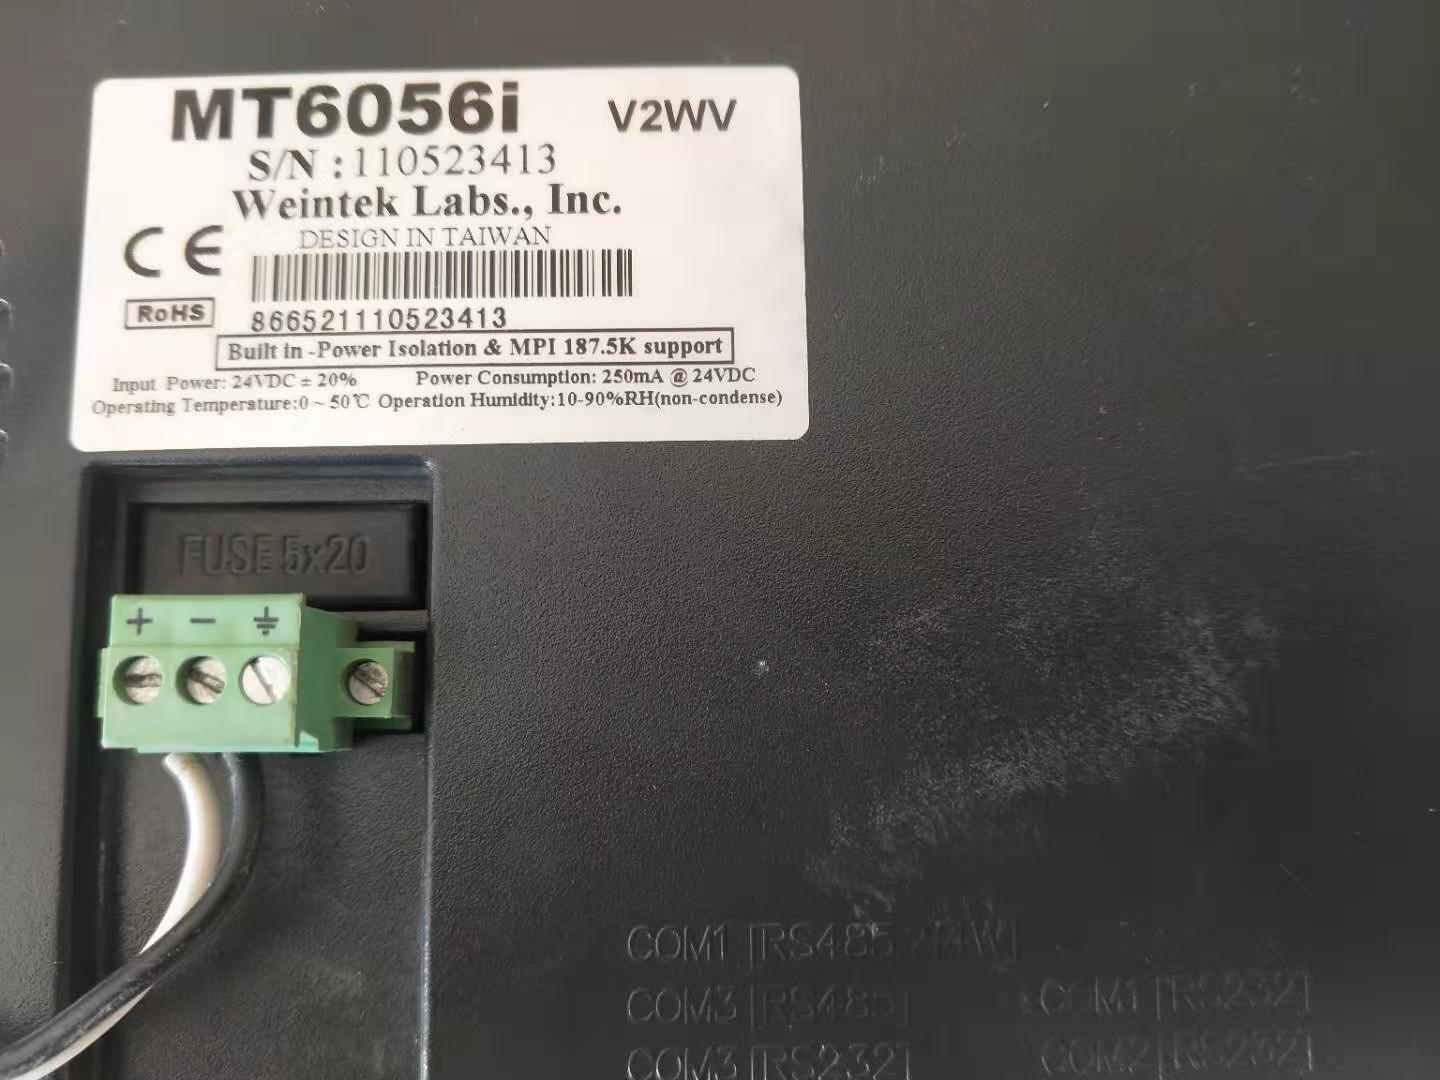 MT6056i V2WV
S/N : 110523413
Weintek Labs., Inc.
CE
DESIGN IN TAIWAN
RoHS
866521110523413
Built in -Power Isolation & MPI 187.5K support
Input Power: 24VDC ± 20% Power Consumption: 250mA @ 24VDC
Operating Temperature:0 ~ 50℃ Operation Humidity:10-90%RH(non-condense)
FUSE 5x20
+ −
COM1 [RS485 2/4W]
COM3 [RS485] COM1 [RS232]
COM3 [RS232] COM2 [RS232]